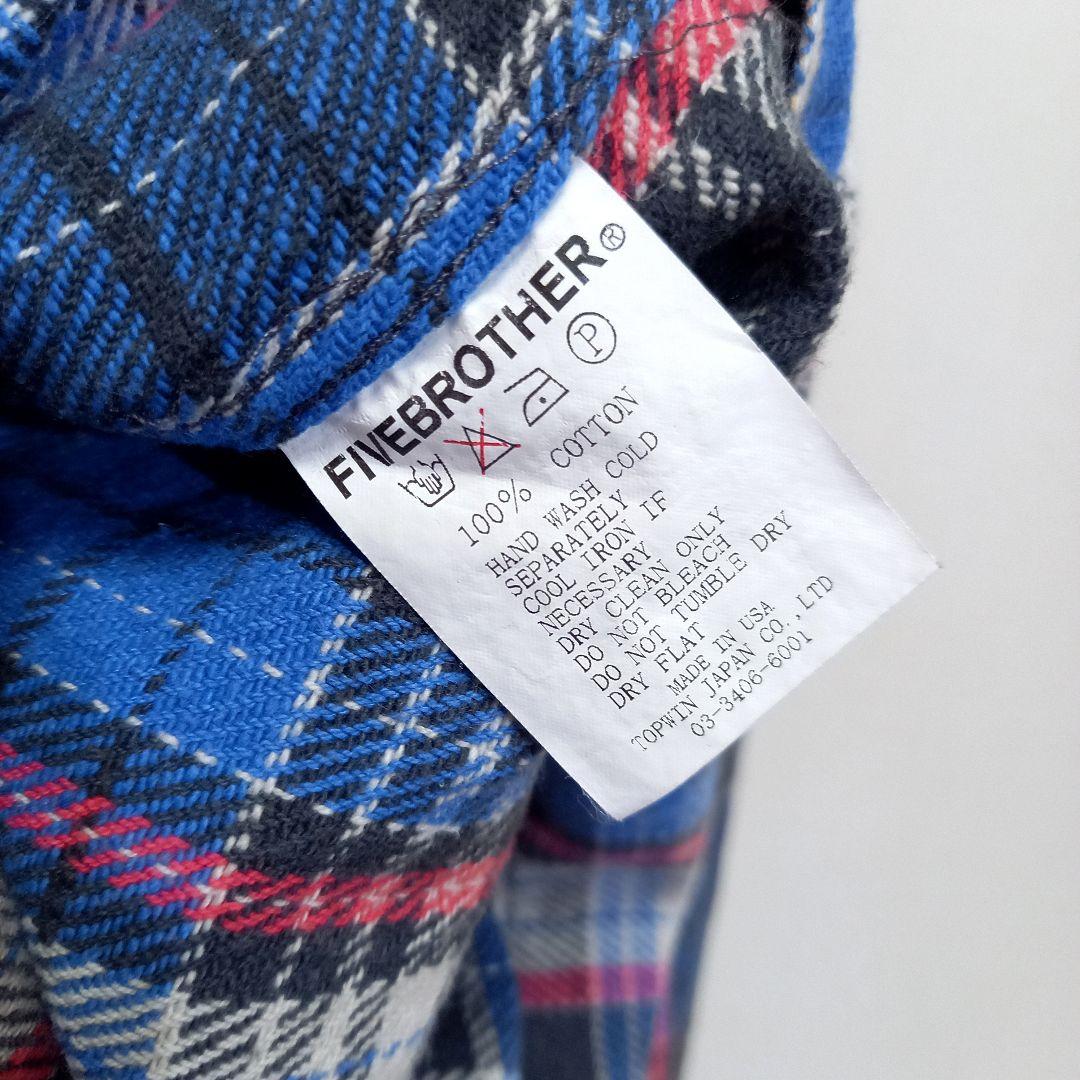 FIVEBROTHER®
P
100% COTTON
HAND WASH COLD
SEPARATELY
COOL IRON IF
NECESSARY
DRY CLEAN ONLY
DO NOT BLEACH
DO NOT TUMBLE DRY
DRY FLAT
MADE IN USA
TOPWIN JAPAN CO.,LTD
03-3406-6001